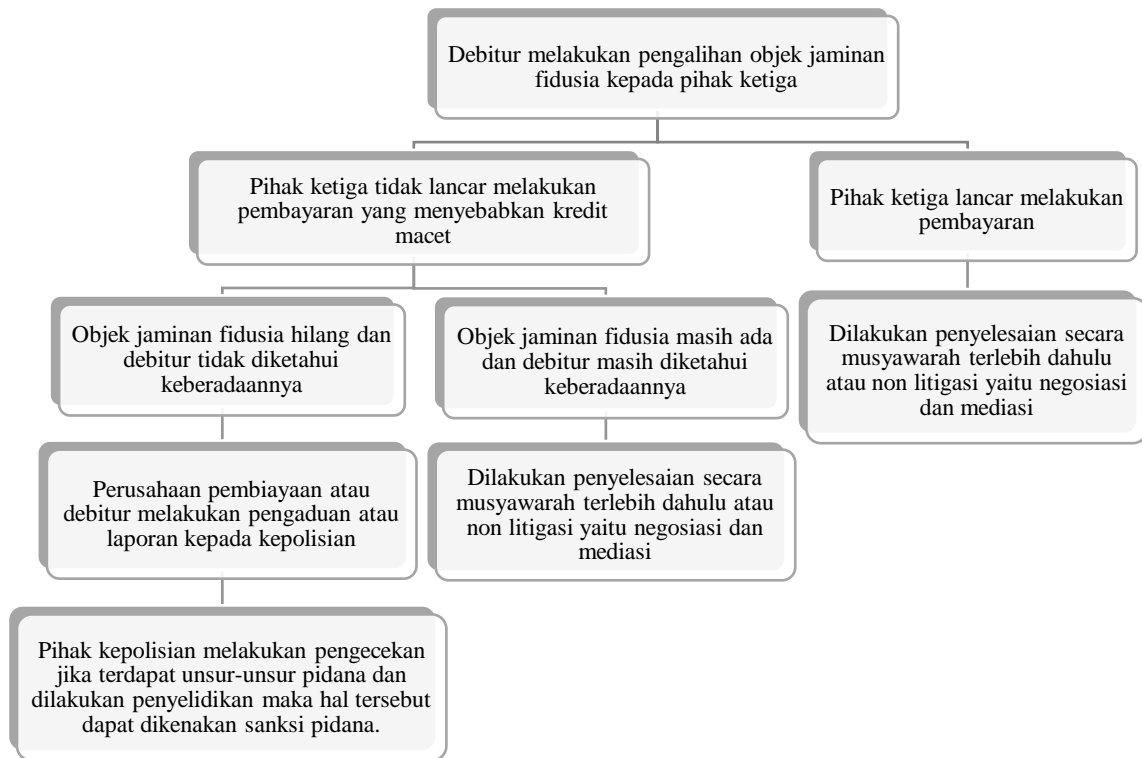 Debitur melakukan pengalihan objek jaminan
fidusia kepada pihak ketiga
Pihak ketiga tidak lancar melakukan
pembayaran yang menyebabkan kredit
macet
Pihak ketiga lancar melakukan
pembayaran
Objek jaminan fidusia hilang dan
debitur tidak diketahui
keberadaannya
Objek jaminan fidusia masih ada
dan debitur masih diketahui
keberadaannya
Dilakukan penyelesaian secara
musyawarah terlebih dahulu
atau non litigasi yaitu negosiasi
dan mediasi
Perusahaan pembiayaan atau
debitur melakukan pengaduan atau
laporan kepada kepolisian
Dilakukan penyelesaian secara
musyawarah terlebih dahulu atau
non litigasi yaitu negosiasi dan
mediasi
Pihak kepolisian melakukan pengecekan
jika terdapat unsur-unsur pidana dan
dilakukan penyelidikan maka hal tersebut
dapat dikenakan sanksi pidana.